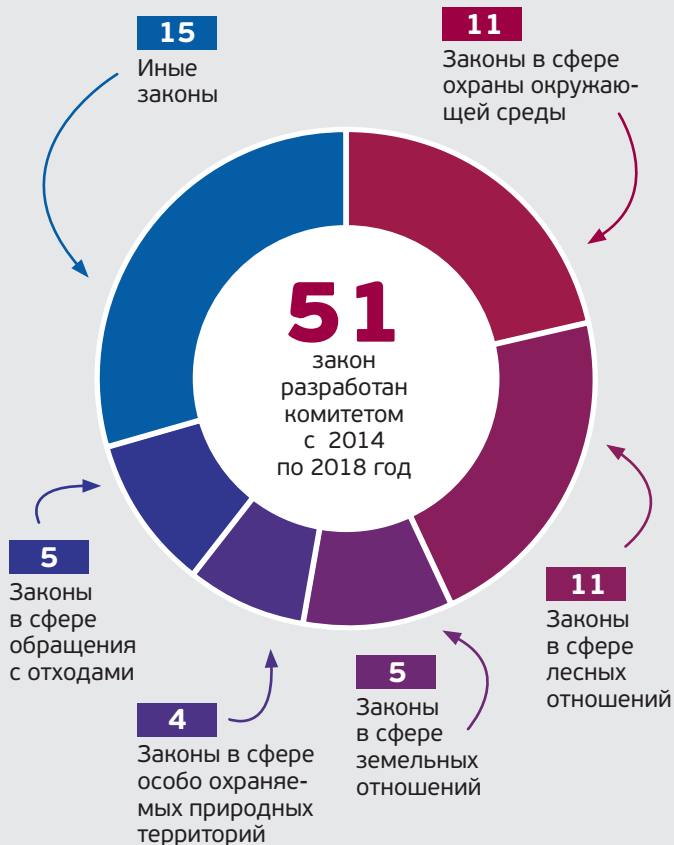 15
Иные
законы
11
Законы в сфере
охраны окружаю-
щей среды
51
закон
разработан
комитетом
с 2014
по 2018 год
5
Законы
в сфере
обращения
с отходами
4
Законы в сфере
особо охраняе-
мых природных
территорий
5
Законы
в сфере
земельных
отношений
11
Законы
в сфере
лесных
отношений